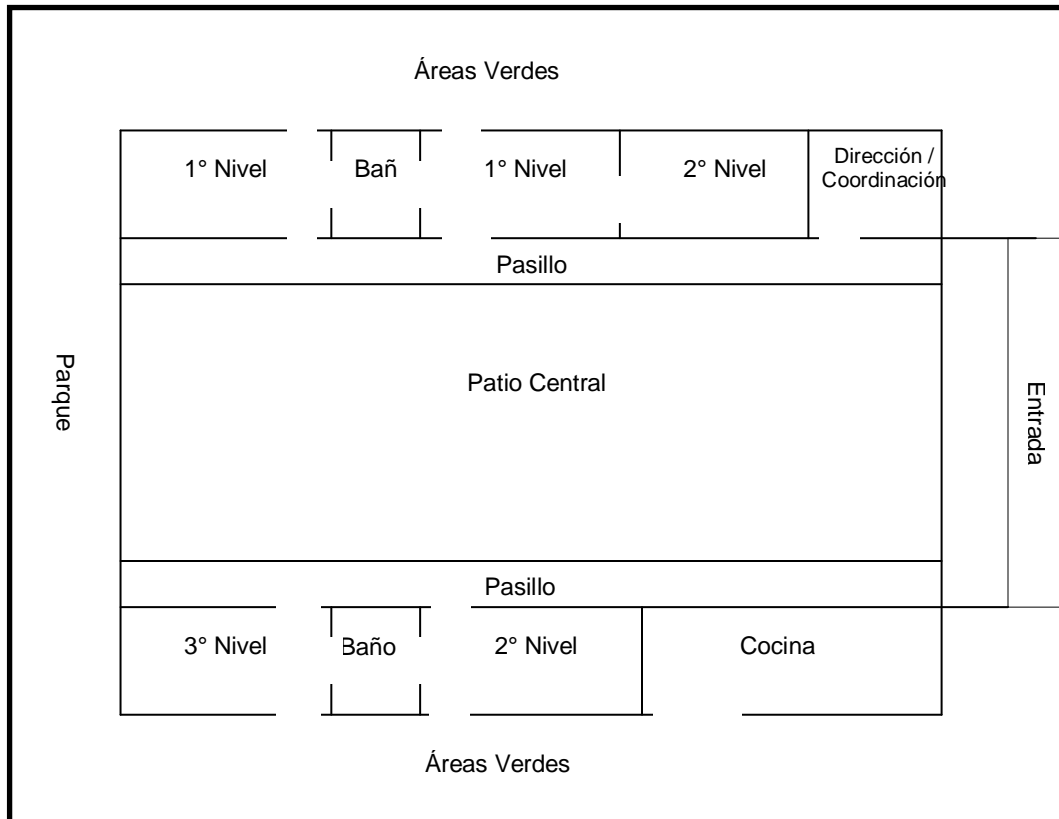 Áreas Verdes
1° Nivel
Bañ
1° Nivel
2° Nivel
Dirección /
Coordinación
Pasillo
Parque
Patio Central
Entrada
Pasillo
3° Nivel
Baño
2° Nivel
Cocina
Áreas Verdes